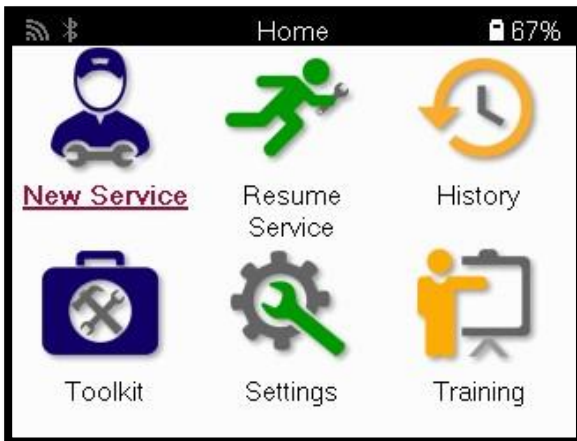 Home
67%
New Service
Resume
Service
History
Toolkit
Settings
Training